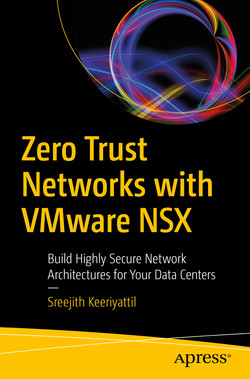 Zero Trust
Networks with
VMware NSX
Build Highly Secure Network
Architectures for Your Data Centers
—
Sreejith Keeriyattil
Apress®